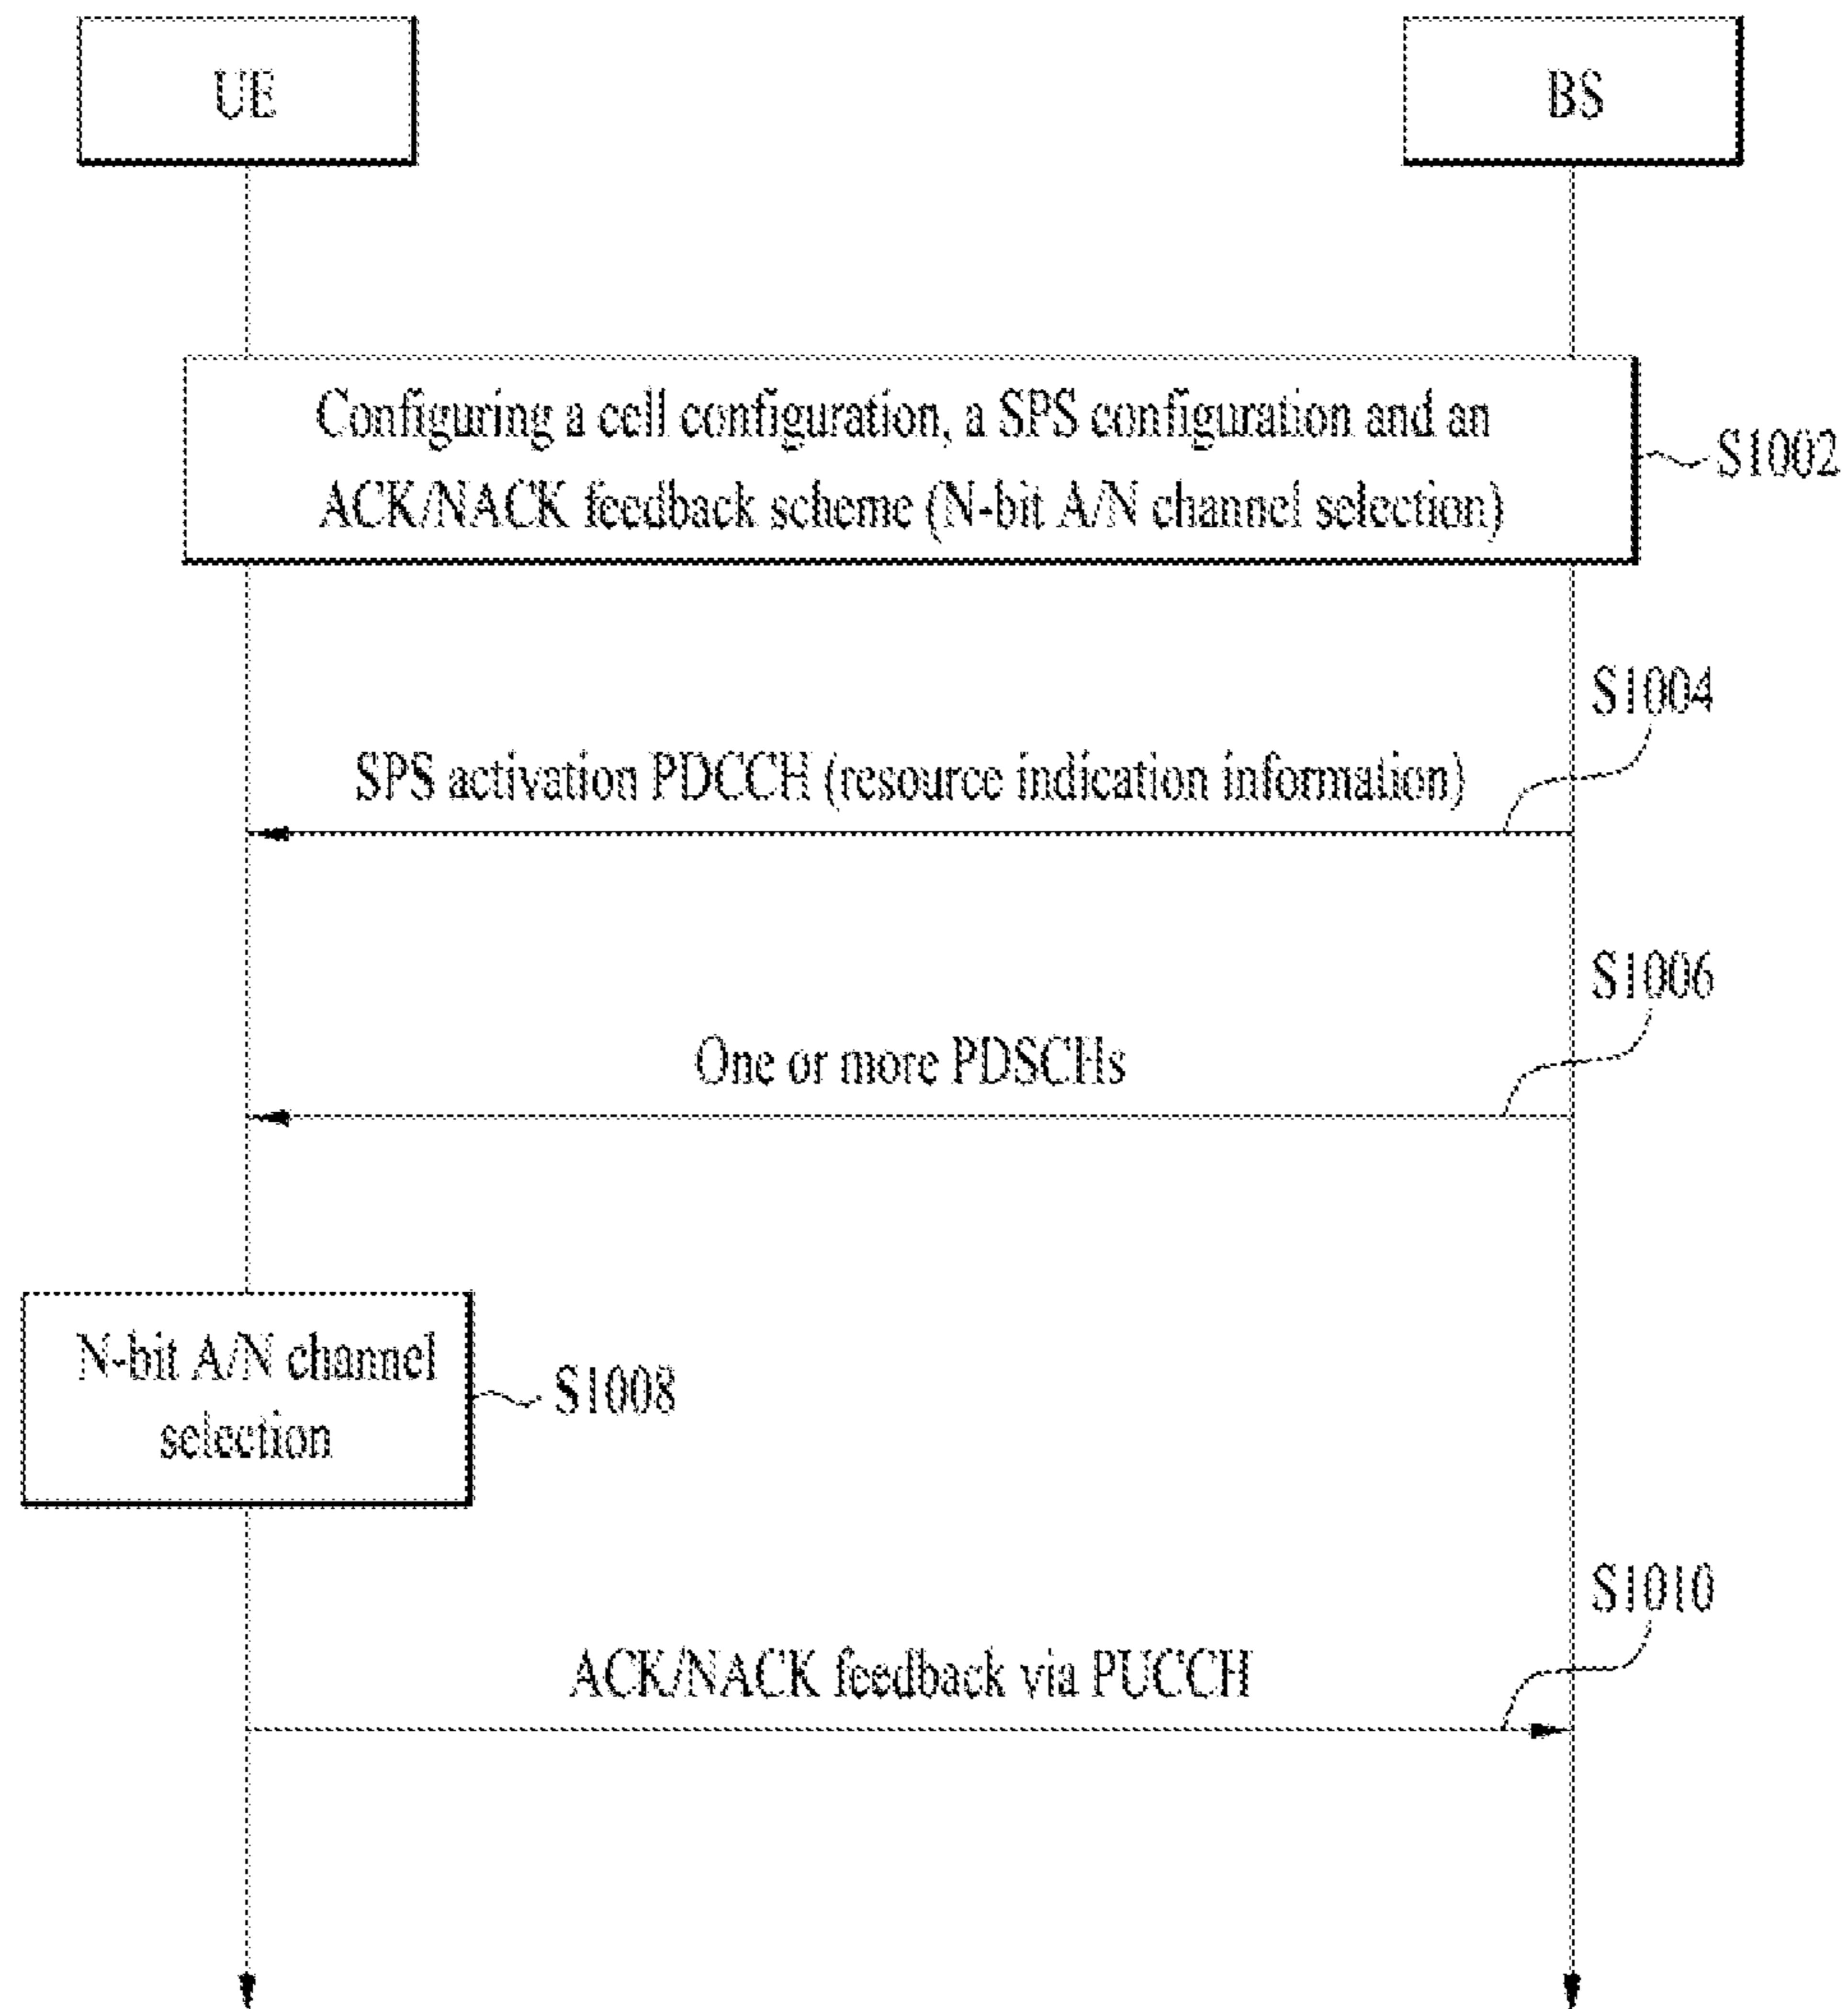 UE
BS
Configuring a cell configuration, a SPS configuration and an
ACK/NACK feedback scheme (N-bit A/N channel selection)
S1002
S1004
SPS activation PDCCH (resource indication information)
S1006
One or more PDSCHs
N-bit A/N channel
selection
S1008
S1010
ACK/NACK feedback via PUCCH